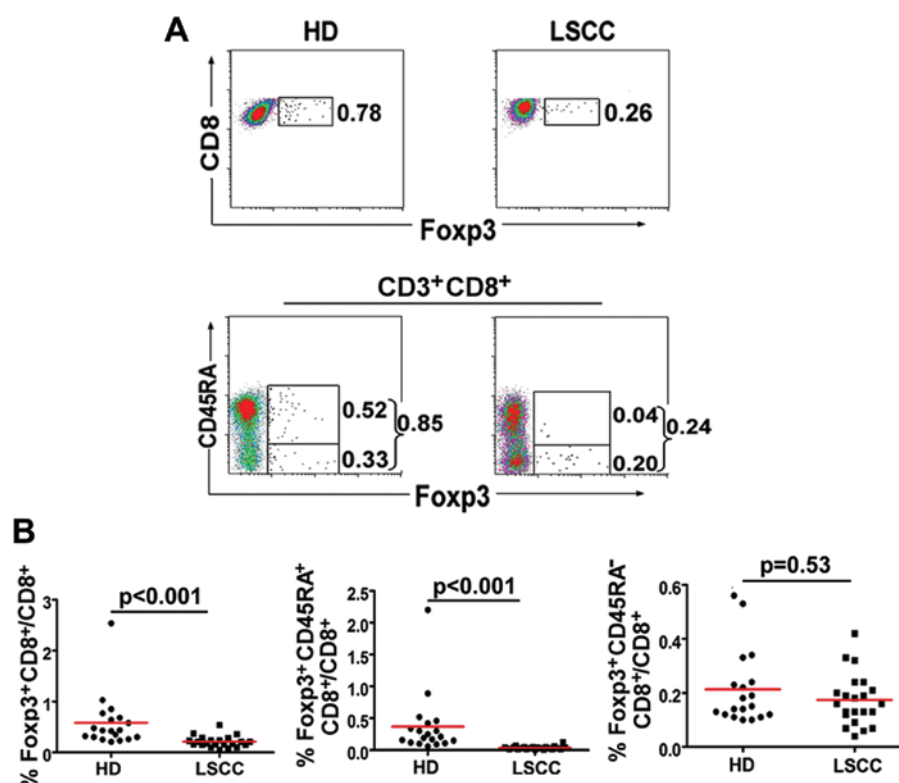 A
HD
LSCC
CD8
0.78
0.26
Foxp3
CD3⁺CD8⁺
CD45RA
0.52
0.85
0.33
0.04
0.24
0.20
Foxp3
B
% Foxp3⁺CD8⁺/CD8⁺
p<0.001
3
2
1
0
HD
LSCC
% Foxp3⁺CD45RA⁺
CD8⁺/CD8⁺
p<0.001
2.5
2.0
1.5
1.0
0.5
0.0
HD
LSCC
% Foxp3⁺CD45RA⁻
CD8⁺/CD8⁺
p=0.53
0.6
0.4
0.2
0.0
HD
LSCC